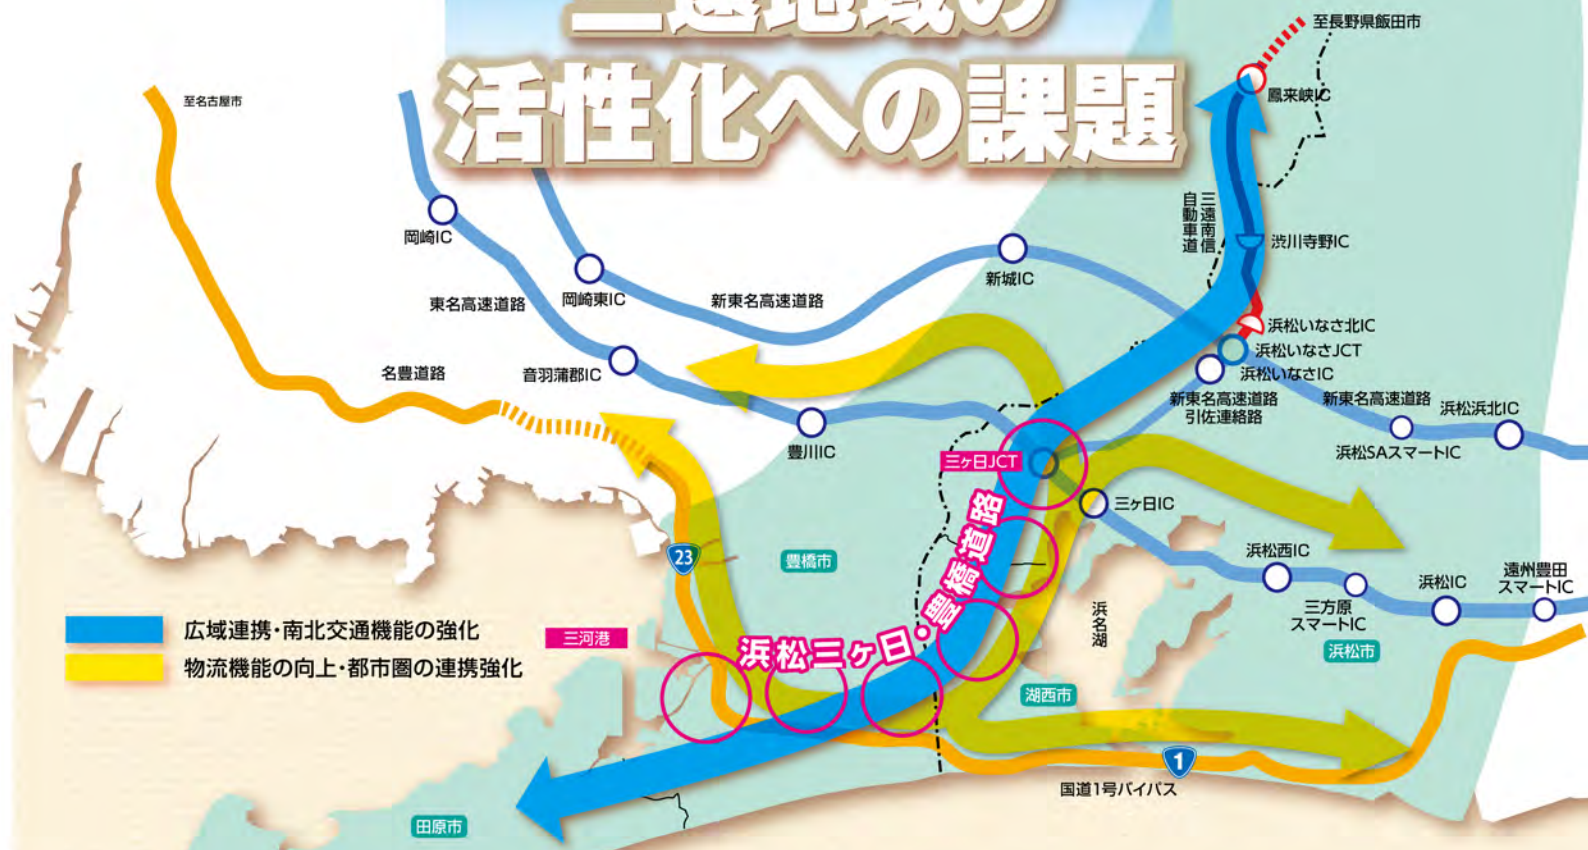 三遠地域の
活性化への課題
至長野県飯田市
鳳来峡IC
至名古屋市
岡崎IC
三遠南信
自動車道
渋川寺野IC
岡崎東IC
新城IC
東名高速道路
新東名高速道路
浜松いなさ北IC
浜松いなさJCT
浜松いなさIC
名豊道路
音羽蒲郡IC
新東名高速道路
引佐連絡路
新東名高速道路
浜松浜北IC
豊川IC
浜松SAスマートIC
三ヶ日JCT
三ヶ日IC
23
豊橋市
浜松西IC
三方原
スマートIC
浜松IC
遠州豊田
スマートIC
浜名湖
広域連携・南北交通機能の強化
物流機能の向上・都市圏の連携強化
三河港
浜松三ヶ日・豊橋道路
浜松市
湖西市
1
国道1号バイパス
田原市